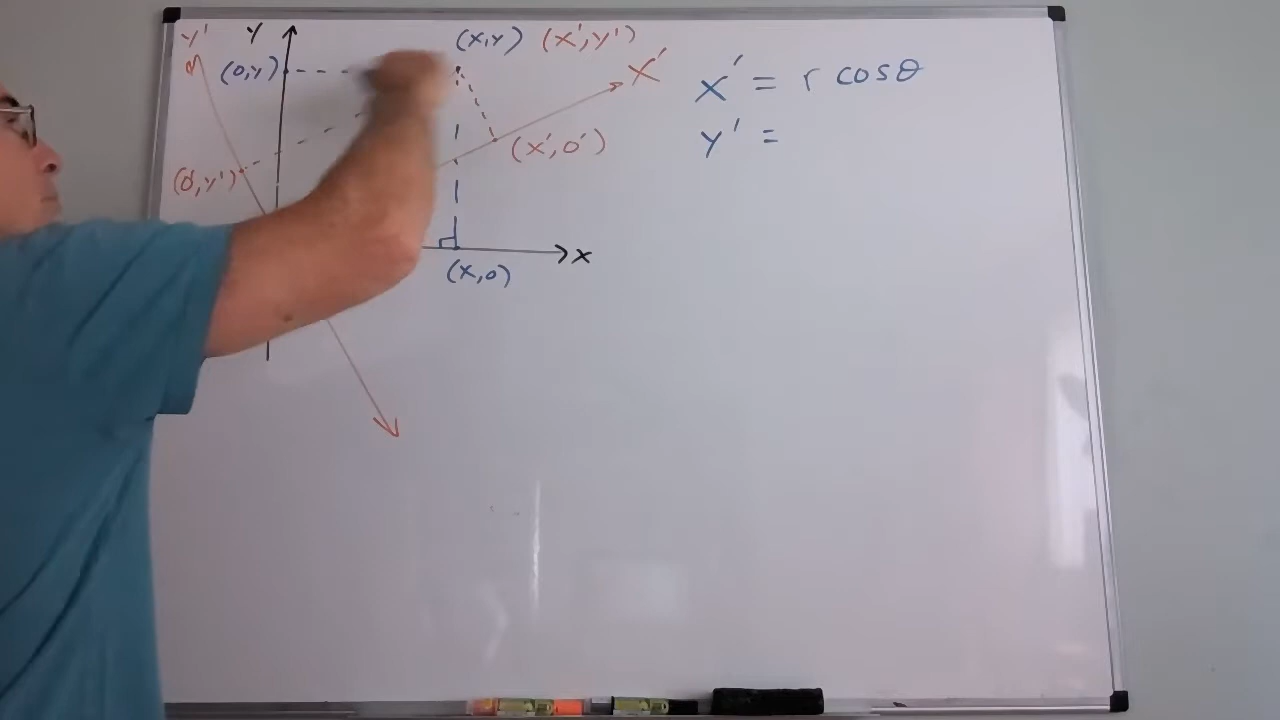 Y'
Y
(x,y) (x',y')
(0,y)
x'
x' = r cosθ
y' =
(x',0')
(0',y')
x
(x,0)